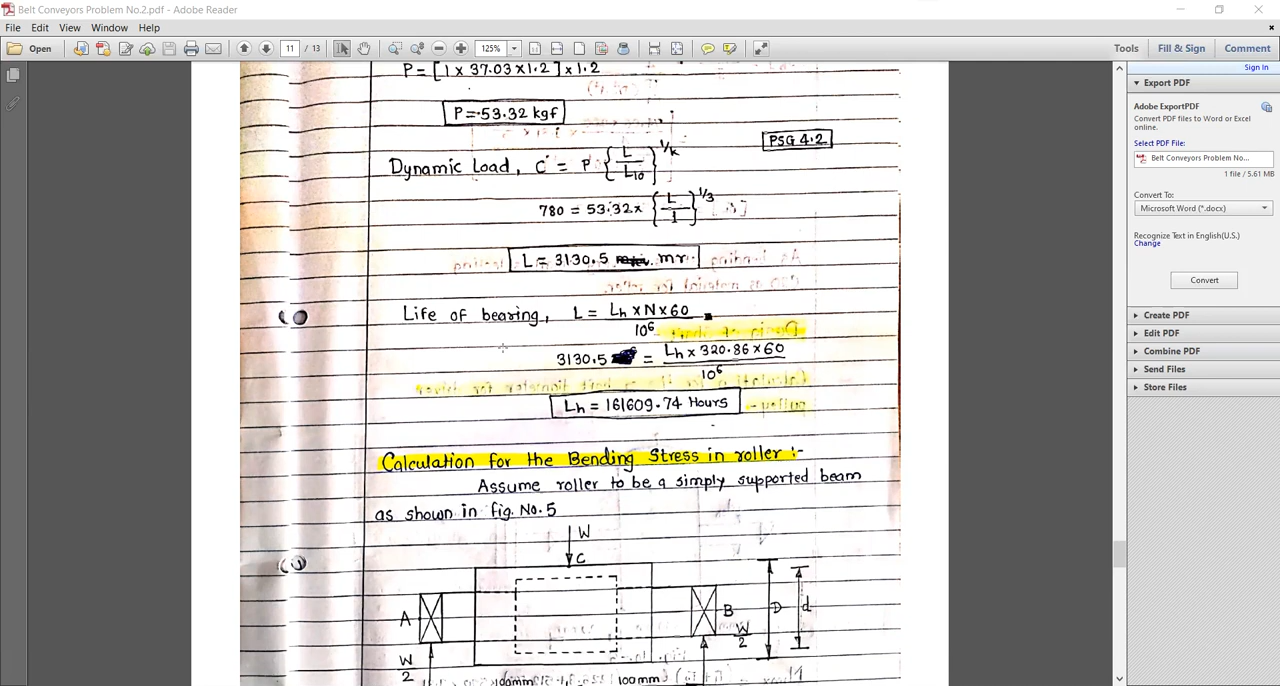 Belt Conveyors Problem No.2.pdf - Adobe Reader
File Edit View Window Help
Open 11 / 13 125% Tools Fill & Sign Comment
Sign In
Export PDF
Adobe ExportPDF
Convert PDF files to Word or Excel
online.
Select PDF File:
Belt Conveyors Problem No...
1 file / 5.61 MB
Convert To:
Microsoft Word (*.docx)
Recognize Text in English(U.S.)
Change
Convert
Create PDF
Edit PDF
Combine PDF
Send Files
Store Files
P = [1 x 37.03 x 1.2] x 1.2
P = 53.32 kgf
PSG 4.2
Dynamic Load, C = P {L/L10}^1/k
780 = 53.32 x {L/1}^1/3
L = 3130.5 mr
Life of bearing, L = Lh x N x 60 / 10^6
3130.5 = Lh x 320.86 x 60 / 10^6
Lh = 161609.74 Hours
Calculation for the Bending Stress in roller :-
Assume roller to be a simply supported beam
as shown in fig. No. 5
W
C
A B D d
W/2 W/2
100mm 100mm